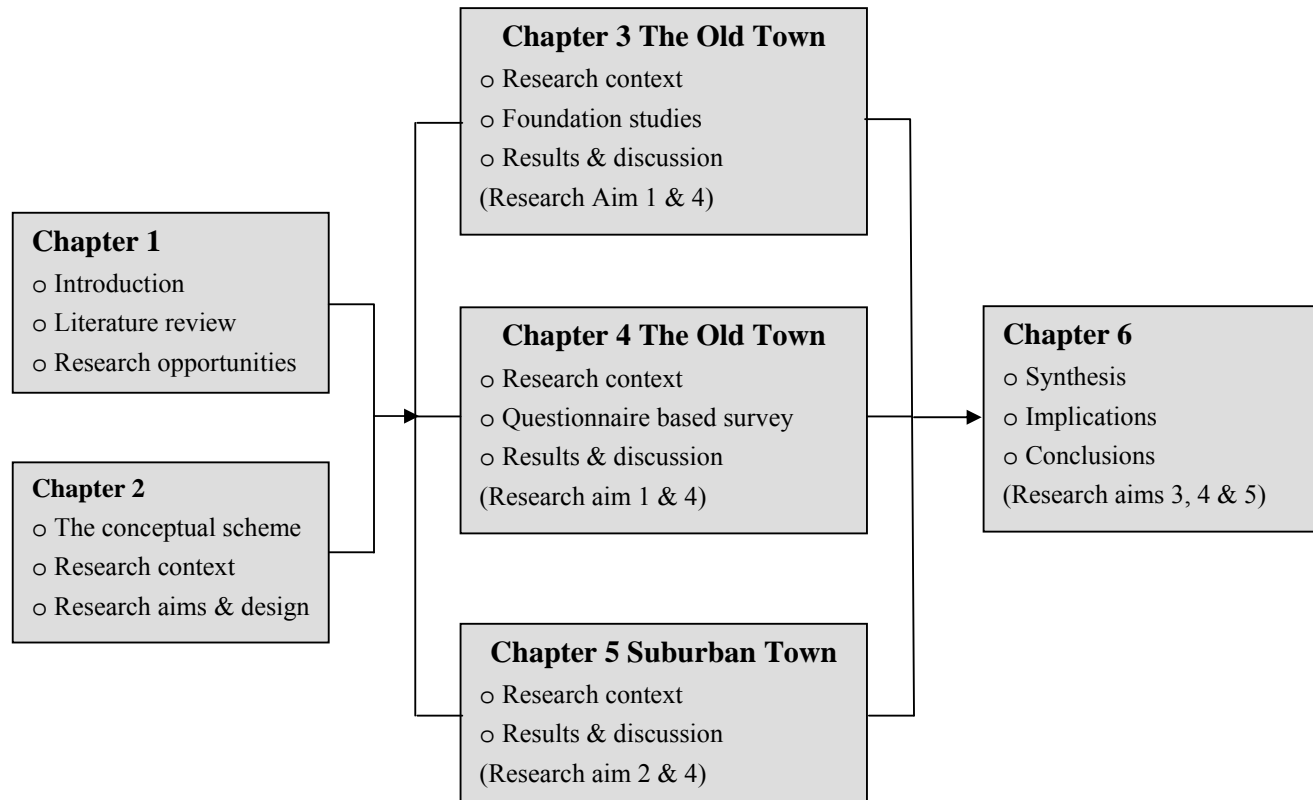 Chapter 1
o Introduction
o Literature review
o Research opportunities
Chapter 2
o The conceptual scheme
o Research context
o Research aims & design
Chapter 3 The Old Town
o Research context
o Foundation studies
o Results & discussion
(Research Aim 1 & 4)
Chapter 4 The Old Town
o Research context
o Questionnaire based survey
o Results & discussion
(Research aim 1 & 4)
Chapter 5 Suburban Town
o Research context
o Results & discussion
(Research aim 2 & 4)
Chapter 6
o Synthesis
o Implications
o Conclusions
(Research aims 3, 4 & 5)